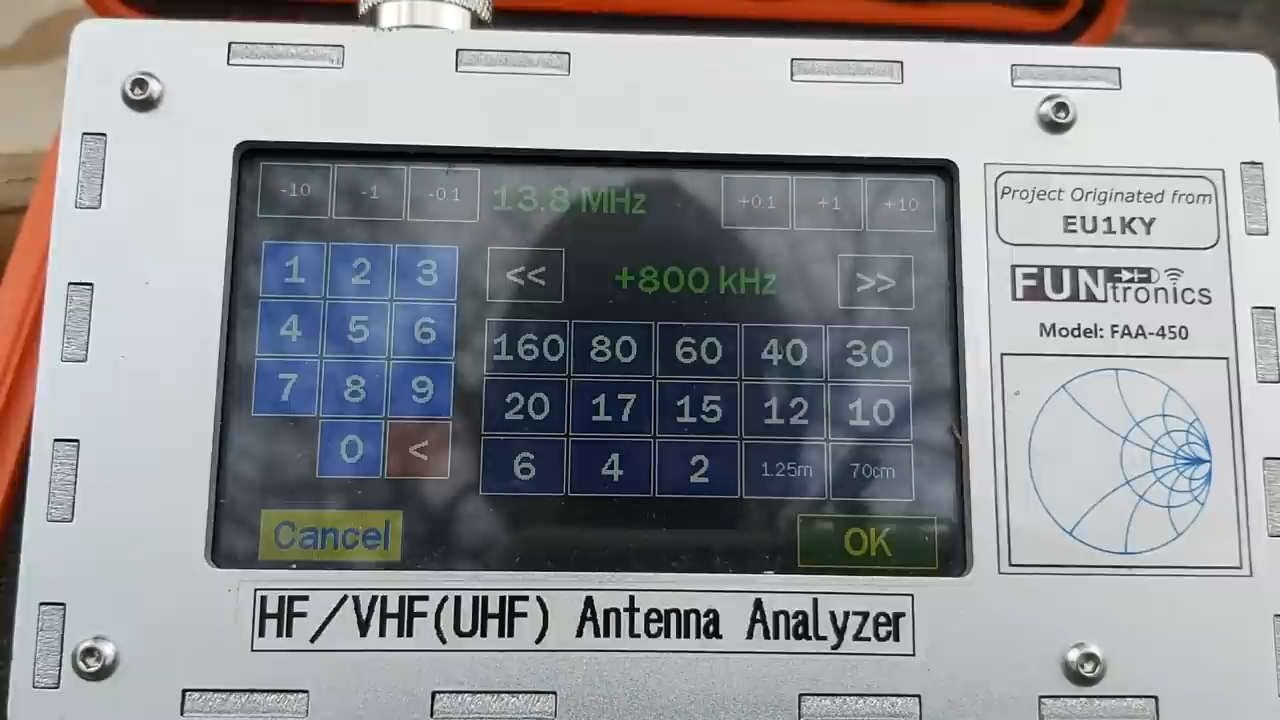 -10 -1 -0.1 13.8 MHz +0.1 +1 +10
1 2 3 << +800 kHz >>
4 5 6 160 80 60 40 30
7 8 9 20 17 15 12 10
0 < 6 4 2 1.25m 70cm
Cancel OK
HF/VHF(UHF) Antenna Analyzer
Project Originated from
EU1KY
FUNtronics
Model: FAA-450